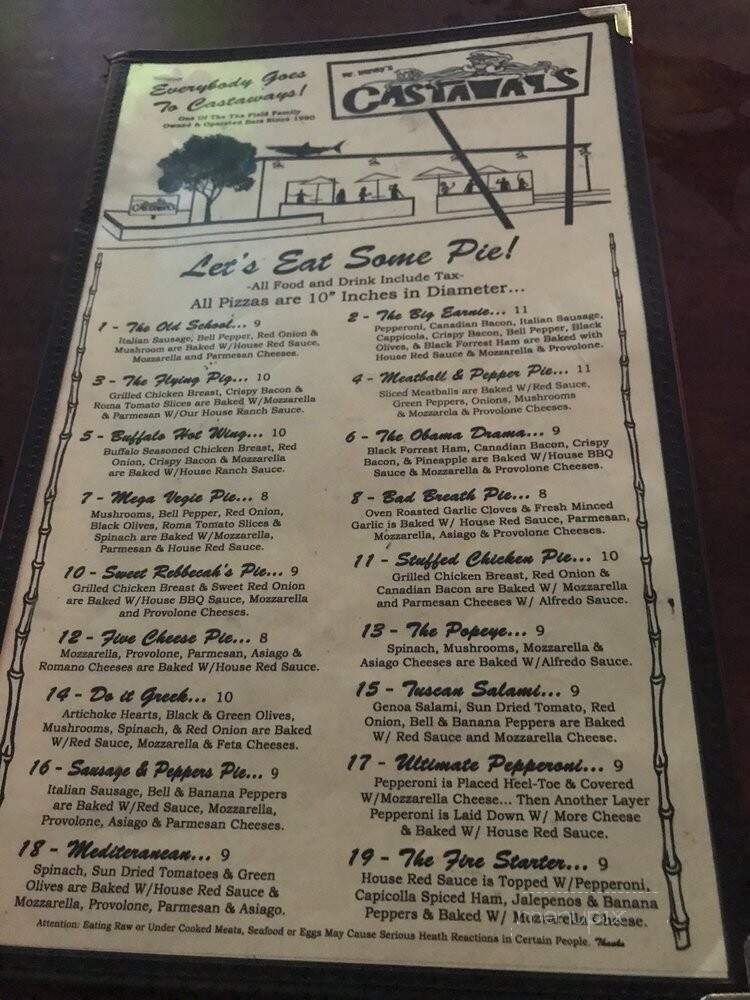 Everybody Goes
To Castaways!
One Of The Tha Field Family
Owned & Operated Bars Since 1990
CASTAWAYS
Let's Eat Some Pie!
-All Food and Drink Include Tax-
All Pizzas are 10" Inches in Diameter...
1 - The Old School... 9
Italian Sausage, Bell Pepper, Red Onion &
Mushroom are Baked W/House Red Sauce,
Mozzarella and Parmesan Cheeses.
2 - The Big Earnie... 11
Pepperoni, Canadian Bacon, Italian Sausage,
Cappicola, Crispy Bacon, Bell Pepper, Black
Olives, & Black Forrest Ham are Baked with
House Red Sauce & Mozzarella & Provolone.
3 - The Flying Pig... 10
Grilled Chicken Breast, Crispy Bacon &
Roma Tomato Slices are Baked W/Mozzarella
& Parmesan W/Our House Ranch Sauce.
4 - Meatball & Pepper Pie... 11
Sliced Meatballs are Baked W/Red Sauce,
Green Peppers, Onions, Mushrooms
& Mozzarela & Provolone Cheeses.
5 - Buffalo Hot Wing... 10
Buffalo Seasoned Chicken Breast, Red
Onion, Crispy Bacon & Mozzarella
are Baked W/House Ranch Sauce.
6 - The Obama Drama... 9
Black Forrest Ham, Canadian Bacon, Crispy
Bacon, & Pineapple are Baked W/House BBQ
Sauce & Mozzarella & Provolone Cheeses.
7 - Mega Vegie Pie... 8
Mushrooms, Bell Pepper, Red Onion,
Black Olives, Roma Tomato Slices &
Spinach are Baked W/Mozzarella,
Parmesan & House Red Sauce.
8 - Bad Breath Pie... 8
Oven Roasted Garlic Cloves & Fresh Minced
Garlic is Baked W/ House Red Sauce, Parmesan,
Mozzarella, Asiago & Provolone Cheeses.
10 - Sweet Rebbecah's Pie... 9
Grilled Chicken Breast & Sweet Red Onion
are Baked W/House BBQ Sauce, Mozzarella
and Provolone Cheeses.
11 - Stuffed Chicken Pie... 10
Grilled Chicken Breast, Red Onion &
Canadian Bacon are Baked W/ Mozzarella
and Parmesan Cheeses W/ Alfredo Sauce.
12 - Five Cheese Pie... 8
Mozzarella, Provolone, Parmesan, Asiago &
Romano Cheeses are Baked W/House Red Sauce.
13 - The Popeye... 9
Spinach, Mushrooms, Mozzarella &
Asiago Cheeses are Baked W/Alfredo Sauce.
14 - Do it Greek... 10
Artichoke Hearts, Black & Green Olives,
Mushrooms, Spinach, & Red Onion are Baked
W/Red Sauce, Mozzarella & Feta Cheeses.
15 - Tuscan Salami... 9
Genoa Salami, Sun Dried Tomato, Red
Onion, Bell & Banana Peppers are Baked
W/ Red Sauce and Mozzarella Cheese.
16 - Sausage & Peppers Pie... 9
Italian Sausage, Bell & Banana Peppers
are Baked W/Red Sauce, Mozzarella,
Provolone, Asiago & Parmesan Cheeses.
17 - Ultimate Pepperoni... 9
Pepperoni is Placed Heel-Toe & Covered
W/Mozzarella Cheese... Then Another Layer
Pepperoni is Laid Down W/ More Cheese
& Baked W/ House Red Sauce.
18 - Mediteranean... 9
Spinach, Sun Dried Tomatoes & Green
Olives are Baked W/House Red Sauce &
Mozzarella, Provolone, Parmesan & Asiago.
19 - The Fire Starter... 9
House Red Sauce is Topped W/Pepperoni,
Capicolla Spiced Ham, Jalepenos & Banana
Peppers & Baked W/ Mozzarella Cheese.
Attention: Eating Raw or Under Cooked Meats, Seafood or Eggs May Cause Serious Heath Reactions in Certain People. Thanks